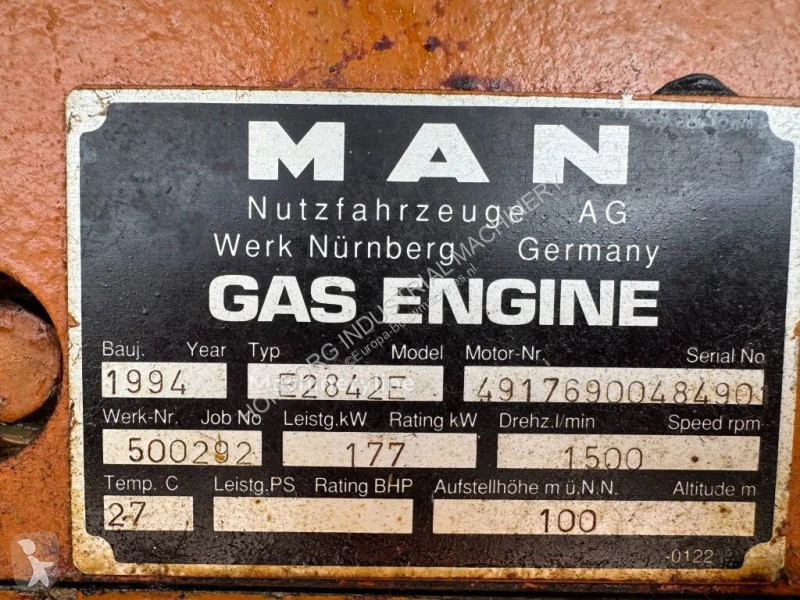 MAN
Nutzfahrzeuge AG
Werk Nürnberg Germany
GAS ENGINE
Bauj. Year Typ Model Motor-Nr. Serial No
1994 E2842E 4917690048490
Werk-Nr. Job No Leistg.kW Rating kW Drehz.l/min Speed rpm
500292 177 1500
Temp. C Leistg.PS Rating BHP Aufstellhöhe m ü.N.N. Altitude m
27 100
-0122